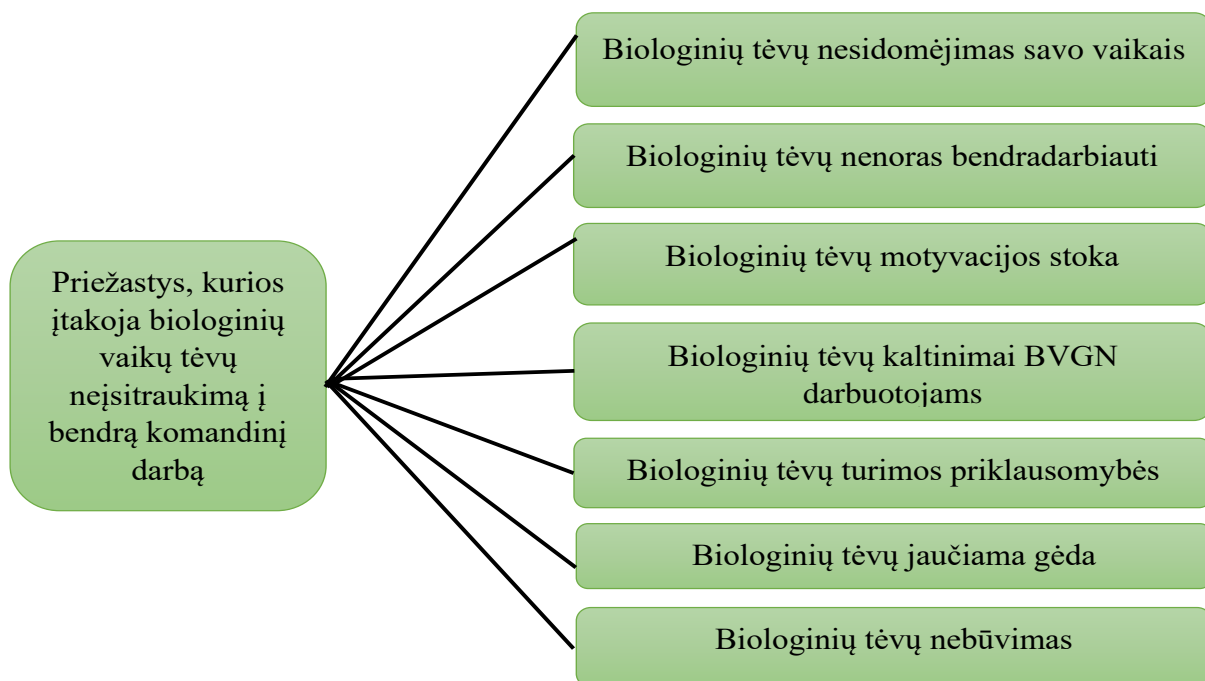 Priežastys, kurios
įtakoja biologinių
vaikų tėvų
neįsitraukimą į
bendrą komandinį
darbą
Biologinių tėvų nesidomėjimas savo vaikais
Biologinių tėvų nenoras bendradarbiauti
Biologinių tėvų motyvacijos stoka
Biologinių tėvų kaltinimai BVGN
darbuotojams
Biologinių tėvų turimos priklausomybės
Biologinių tėvų jaučiama gėda
Biologinių tėvų nebūvimas